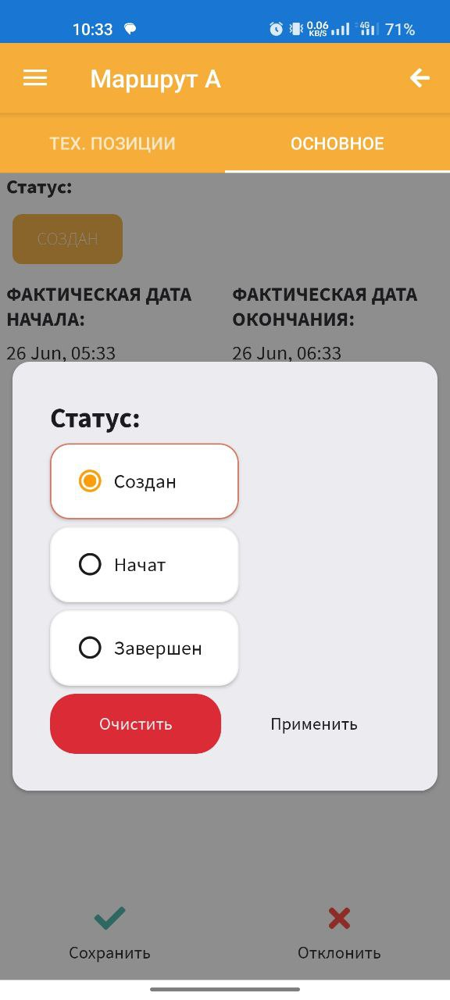 10:33 0.06 KB/S 4G 71%
Маршрут А
ТЕХ. ПОЗИЦИИ ОСНОВНОЕ
Статус:
СОЗДАН
ФАКТИЧЕСКАЯ ДАТА НАЧАЛА:
ФАКТИЧЕСКАЯ ДАТА ОКОНЧАНИЯ:
26 Jun, 05:33
26 Jun, 06:33
Статус:
Создан
Начат
Завершен
Очистить Применить
Сохранить Отклонить